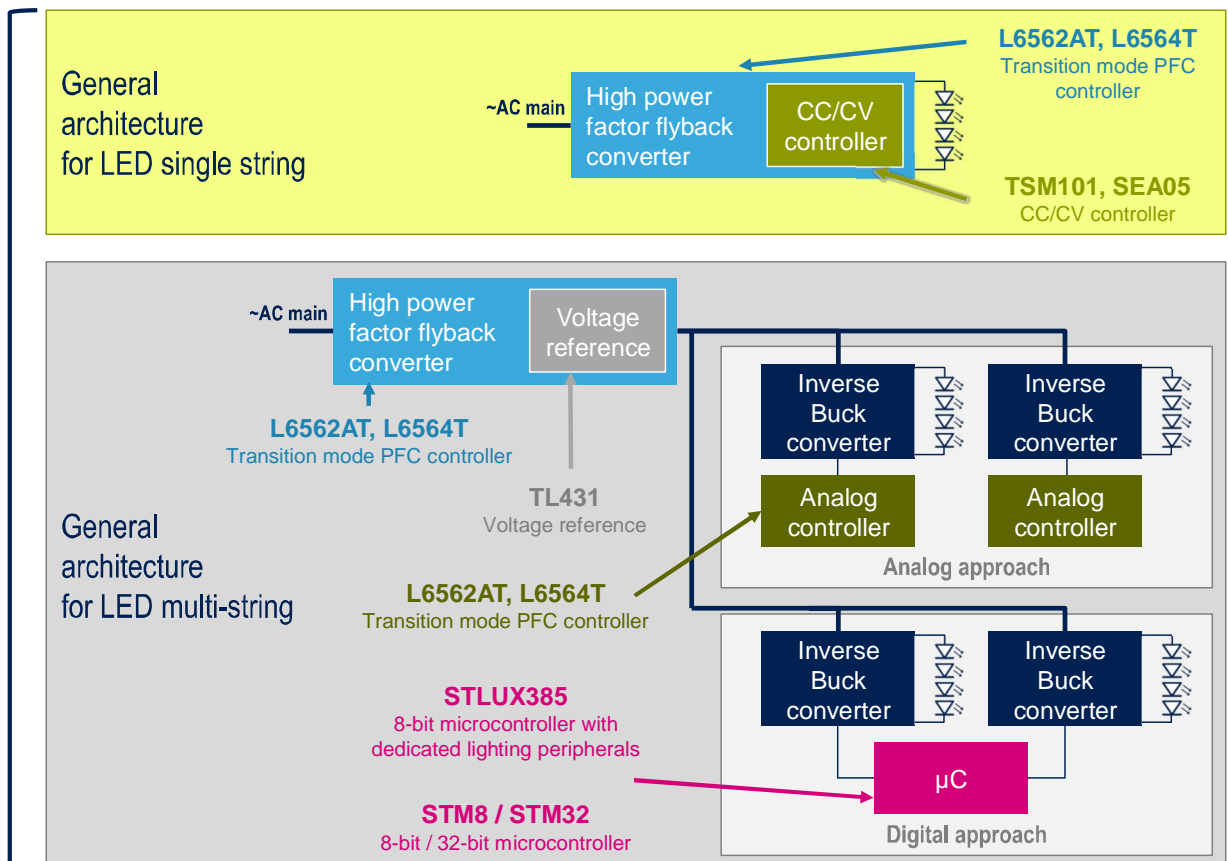 General
architecture
for LED single string
~AC main
High power
factor flyback
converter
CC/CV
controller
L6562AT, L6564T
Transition mode PFC
controller
TSM101, SEA05
CC/CV controller
General
architecture
for LED multi-string
~AC main
High power
factor flyback
converter
Voltage
reference
L6562AT, L6564T
Transition mode PFC controller
TL431
Voltage reference
Inverse
Buck
converter
Inverse
Buck
converter
Analog
controller
Analog
controller
Analog approach
L6562AT, L6564T
Transition mode PFC controller
Inverse
Buck
converter
Inverse
Buck
converter
µC
Digital approach
STLUX385
8-bit microcontroller with
dedicated lighting peripherals
STM8 / STM32
8-bit / 32-bit microcontroller